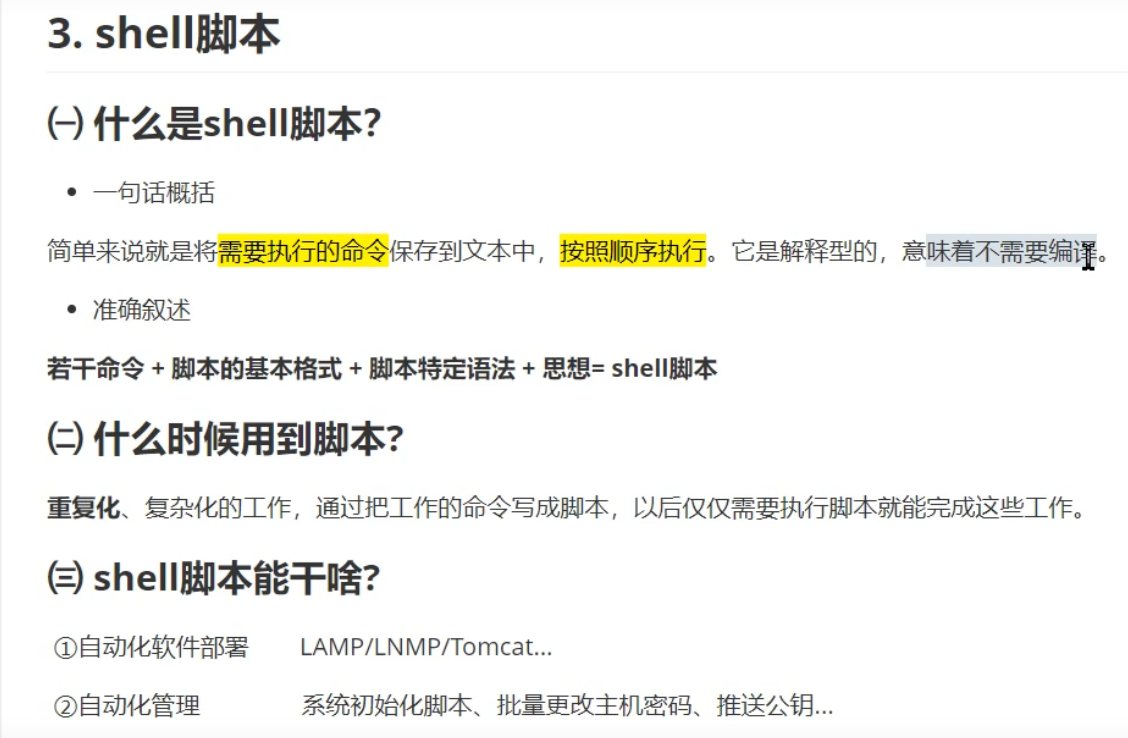 3. shell脚本
㈠ 什么是shell脚本?
• 一句话概括
简单来说就是将需要执行的命令保存到文本中，按照顺序执行。它是解释型的，意味着不需要编译。
• 准确叙述
若干命令 + 脚本的基本格式 + 脚本特定语法 + 思想= shell脚本
㈡ 什么时候用到脚本?
重复化、复杂化的工作，通过把工作的命令写成脚本，以后仅仅需要执行脚本就能完成这些工作。
㈢ shell脚本能干啥?
①自动化软件部署 LAMP/LNMP/Tomcat...
②自动化管理 系统初始化脚本、批量更改主机密码、推送公钥...